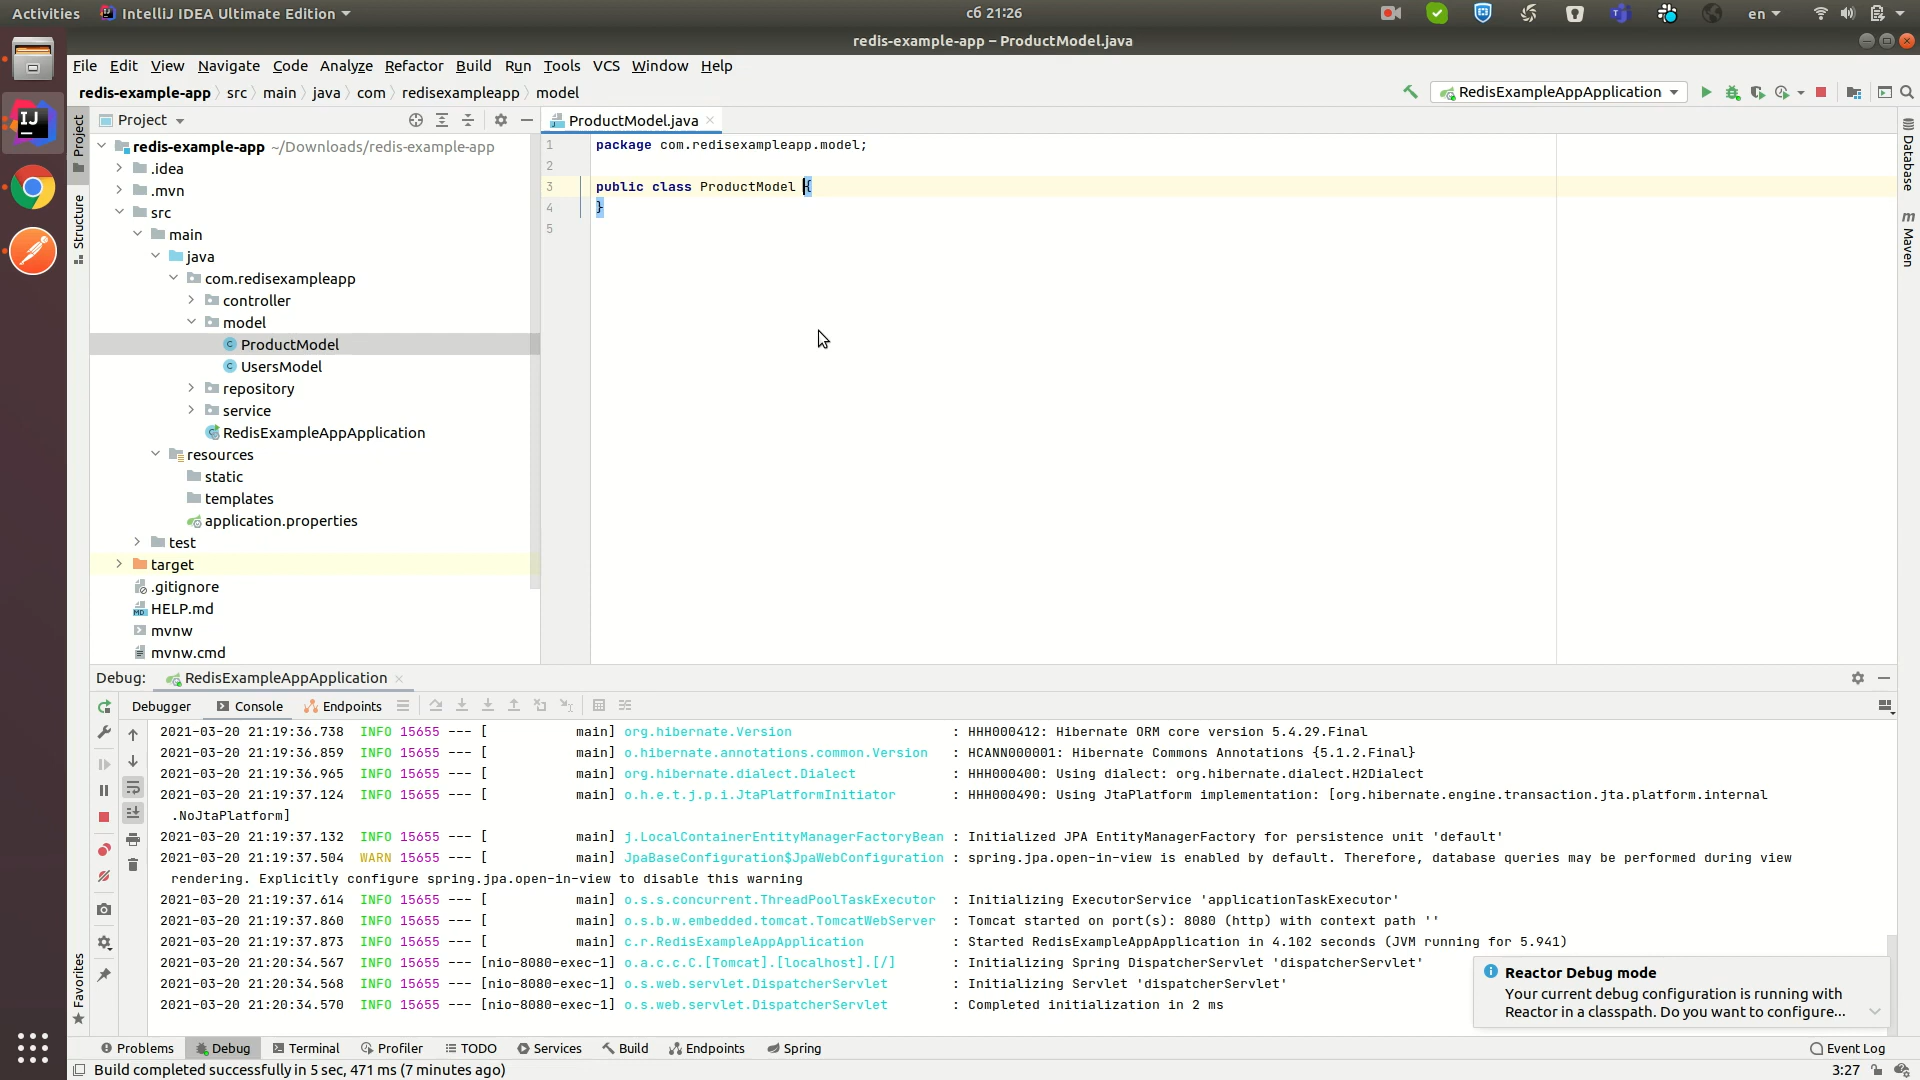 Activities
IntelliJ IDEA Ultimate Edition
сб 21:26
en
redis-example-app – ProductModel.java
File Edit View Navigate Code Analyze Refactor Build Run Tools VCS Window Help
redis-example-app src main java com redisexampleapp model
RedisExampleAppApplication
Project
Project
Structure
Favorites
redis-example-app ~/Downloads/redis-example-app
.idea
.mvn
src
main
java
com.redisexampleapp
controller
model
ProductModel
UsersModel
repository
service
RedisExampleAppApplication
resources
static
templates
application.properties
test
target
.gitignore
HELP.md
mvnw
mvnw.cmd
ProductModel.java
1 package com.redisexampleapp.model;
2
3 public class ProductModel {
4 }
5
Database
Maven
Debug: RedisExampleAppApplication
Debugger Console Endpoints
2021-03-20 21:19:36.738 INFO 15655 --- [ main] org.hibernate.Version : HHH000412: Hibernate ORM core version 5.4.29.Final
2021-03-20 21:19:36.859 INFO 15655 --- [ main] o.hibernate.annotations.common.Version : HCANN000001: Hibernate Commons Annotations {5.1.2.Final}
2021-03-20 21:19:36.965 INFO 15655 --- [ main] org.hibernate.dialect.Dialect : HHH000400: Using dialect: org.hibernate.dialect.H2Dialect
2021-03-20 21:19:37.124 INFO 15655 --- [ main] o.h.e.t.j.p.i.JtaPlatformInitiator : HHH000490: Using JtaPlatform implementation: [org.hibernate.engine.transaction.jta.platform.internal
.NoJtaPlatform]
2021-03-20 21:19:37.132 INFO 15655 --- [ main] j.LocalContainerEntityManagerFactoryBean : Initialized JPA EntityManagerFactory for persistence unit 'default'
2021-03-20 21:19:37.504 WARN 15655 --- [ main] JpaBaseConfiguration$JpaWebConfiguration : spring.jpa.open-in-view is enabled by default. Therefore, database queries may be performed during view
rendering. Explicitly configure spring.jpa.open-in-view to disable this warning
2021-03-20 21:19:37.614 INFO 15655 --- [ main] o.s.s.concurrent.ThreadPoolTaskExecutor : Initializing ExecutorService 'applicationTaskExecutor'
2021-03-20 21:19:37.860 INFO 15655 --- [ main] o.s.b.w.embedded.tomcat.TomcatWebServer : Tomcat started on port(s): 8080 (http) with context path ''
2021-03-20 21:19:37.873 INFO 15655 --- [ main] c.r.RedisExampleAppApplication : Started RedisExampleAppApplication in 4.102 seconds (JVM running for 5.941)
2021-03-20 21:20:34.567 INFO 15655 --- [nio-8080-exec-1] o.a.c.c.C.[Tomcat].[localhost].[/] : Initializing Spring DispatcherServlet 'dispatcherServlet'
2021-03-20 21:20:34.568 INFO 15655 --- [nio-8080-exec-1] o.s.web.servlet.DispatcherServlet : Initializing Servlet 'dispatcherServlet'
2021-03-20 21:20:34.570 INFO 15655 --- [nio-8080-exec-1] o.s.web.servlet.DispatcherServlet : Completed initialization in 2 ms
Reactor Debug mode
Your current debug configuration is running with
Reactor in a classpath. Do you want to configure...
Problems Debug Terminal Profiler TODO Services Build Endpoints Spring
Event Log
Build completed successfully in 5 sec, 471 ms (7 minutes ago)
3:27